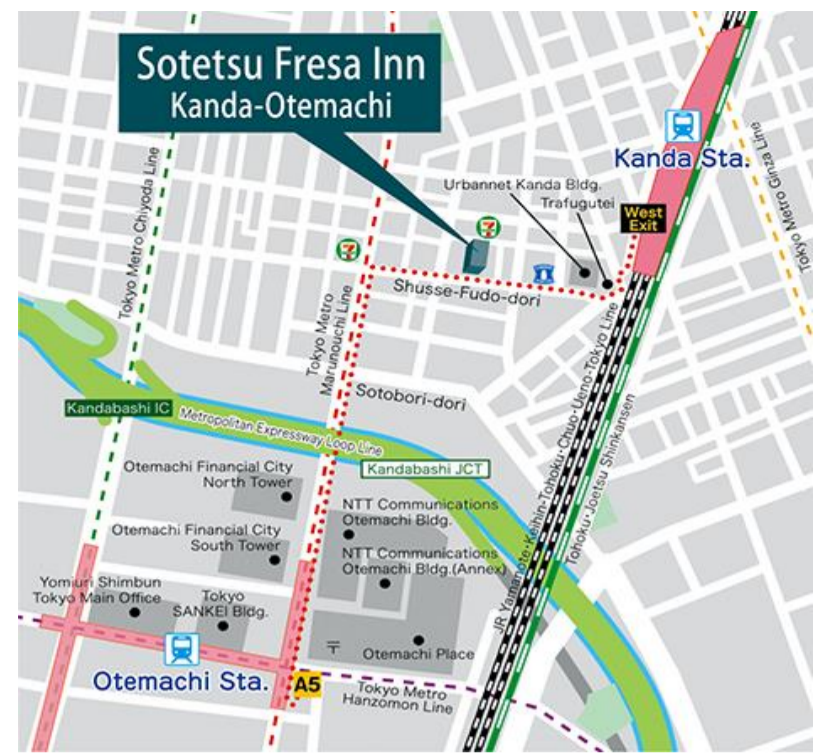 Sotetsu Fresa Inn
Kanda-Otemachi
Kanda Sta.
Urbannet Kanda Bldg.
Trafugutei
West
Exit
Tokyo Metro Ginza Line
Tokyo Metro Chiyoda Line
7
7
Shusse-Fudo-dori
Tokyo Metro
Marunouchi Line
Sotobori-dori
Kandabashi IC
Metropolitan Expressway Loop Line
Kandabashi JCT
JR Yamanote·Keihin-Tohoku·Chuo·Ueno·Tokyo Line
Tohoku·Joetsu Shinkansen
Otemachi Financial City
North Tower
NTT Communications
Otemachi Bldg.
Otemachi Financial City
South Tower
NTT Communications
Otemachi Bldg.(Annex)
Yomiuri Shimbun
Tokyo Main Office
Tokyo
SANKEI Bldg.
〒
Otemachi Place
Otemachi Sta.
A5
Tokyo Metro
Hanzomon Line